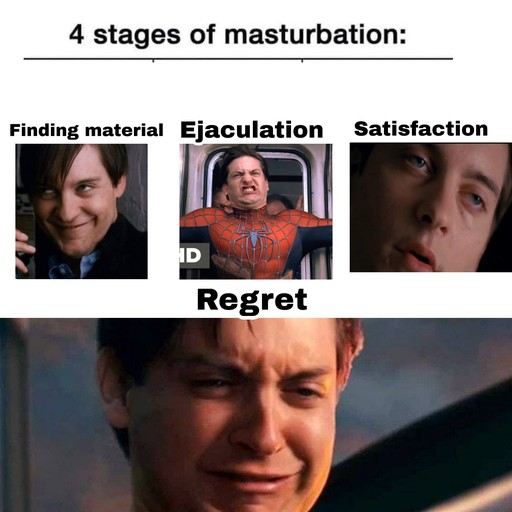 4 stages of masturbation:
Finding material
Ejaculation
Satisfaction
HD
Regret